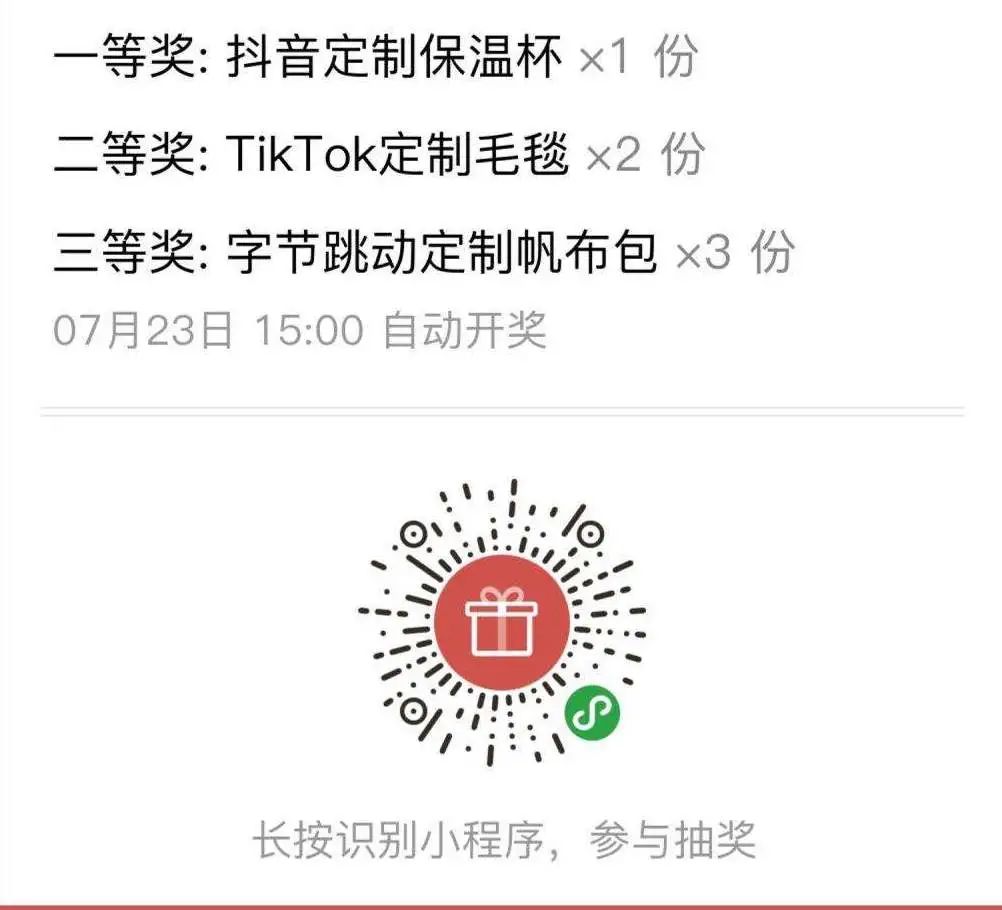 一等奖: 抖音定制保温杯 ×1 份
二等奖: TikTok定制毛毯 ×2 份
三等奖: 字节跳动定制帆布包 ×3 份
07月23日 15:00 自动开奖
长按识别小程序，参与抽奖